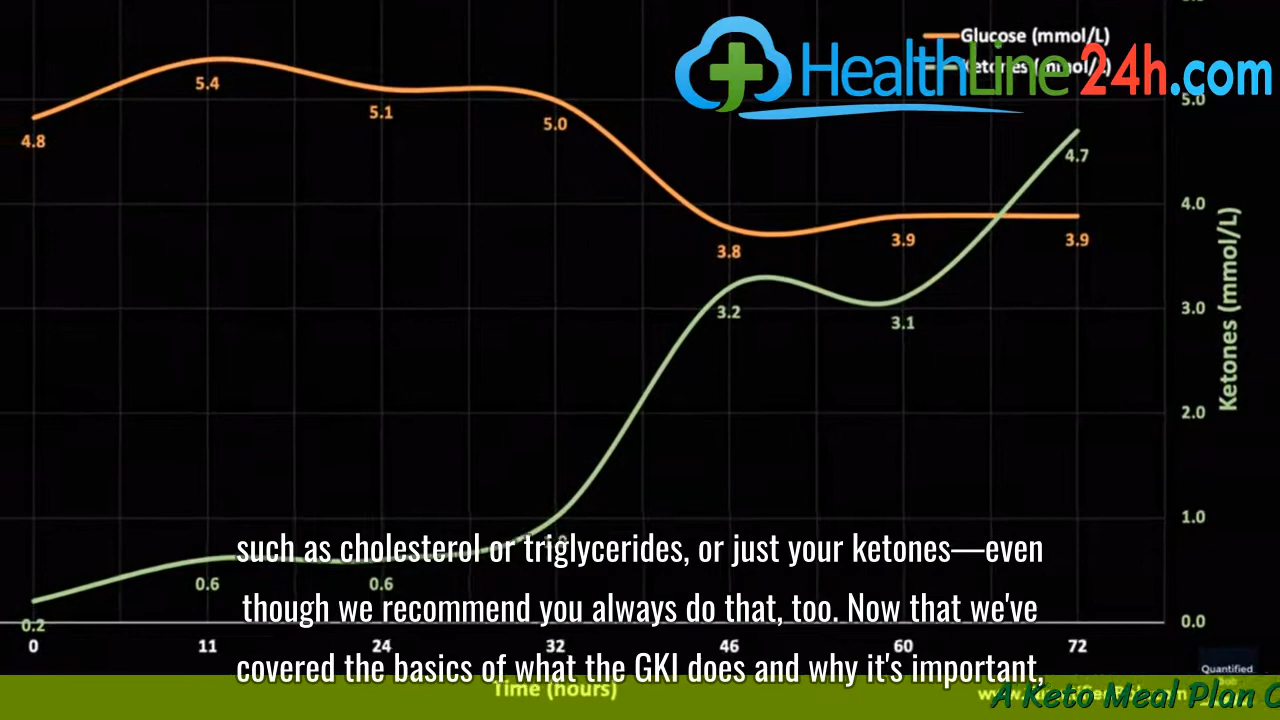 Glucose (mmol/L)
HealthLine24h.com
5.4
5.1
5.0
4.8
3.8
3.9
3.9
4.7
3.2
3.1
0.6
0.6
0.2
5.0
4.0
3.0
2.0
1.0
0.0
Ketones (mmol/L)
such as cholesterol or triglycerides, or just your ketones—even
though we recommend you always do that, too. Now that we've
covered the basics of what the GKI does and why it's important,
0 11 24 32 46 60 72
Time (hours)
Quantified
A Keto Meal Plan